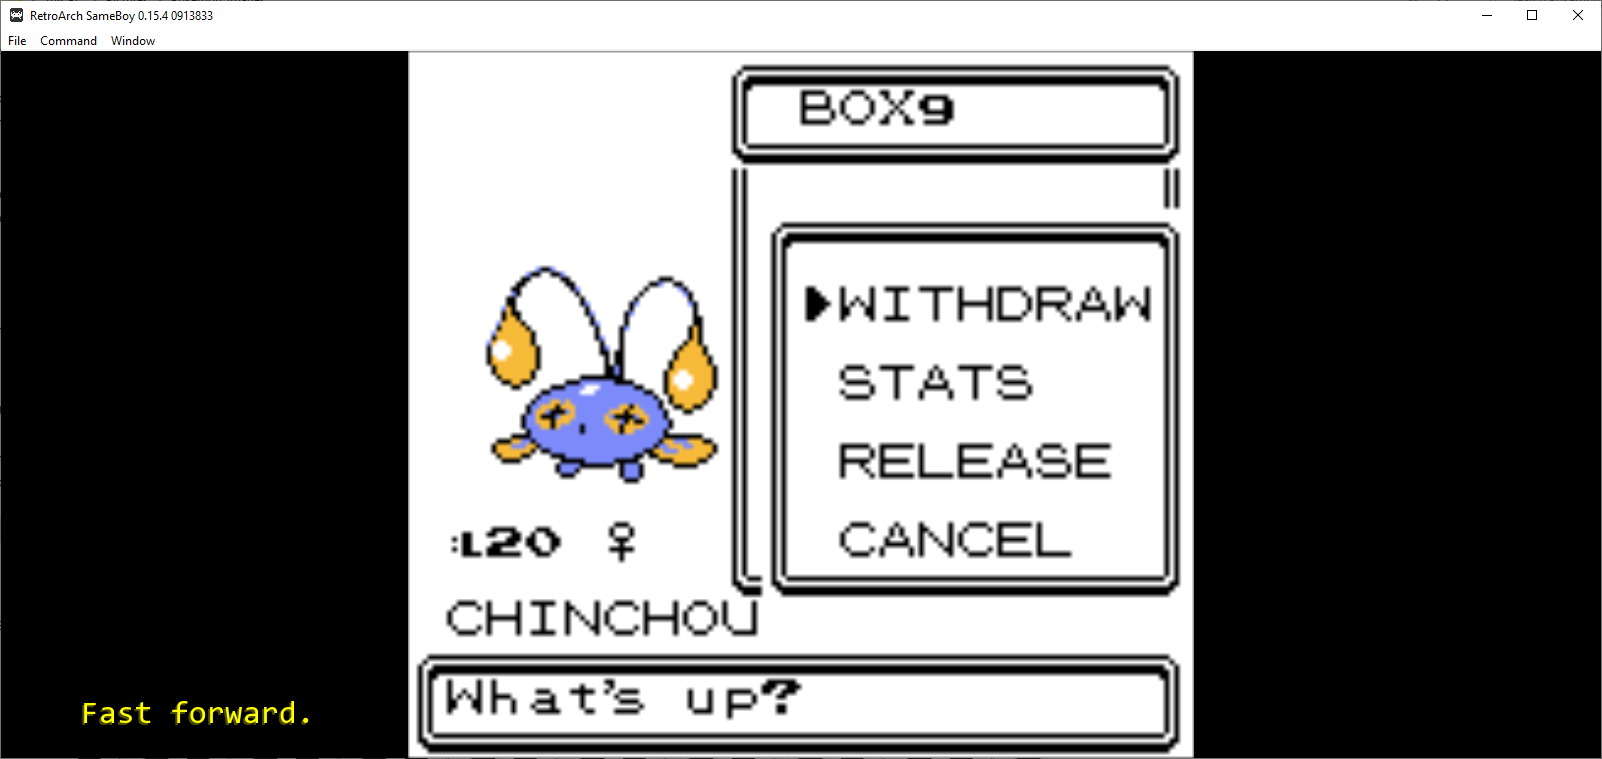 RetroArch SameBoy 0.15.4 0913833
File Command Window
BOX9
▶WITHDRAW
STATS
RELEASE
CANCEL
:L20 ♀
CHINCHOU
What's up?
Fast forward.